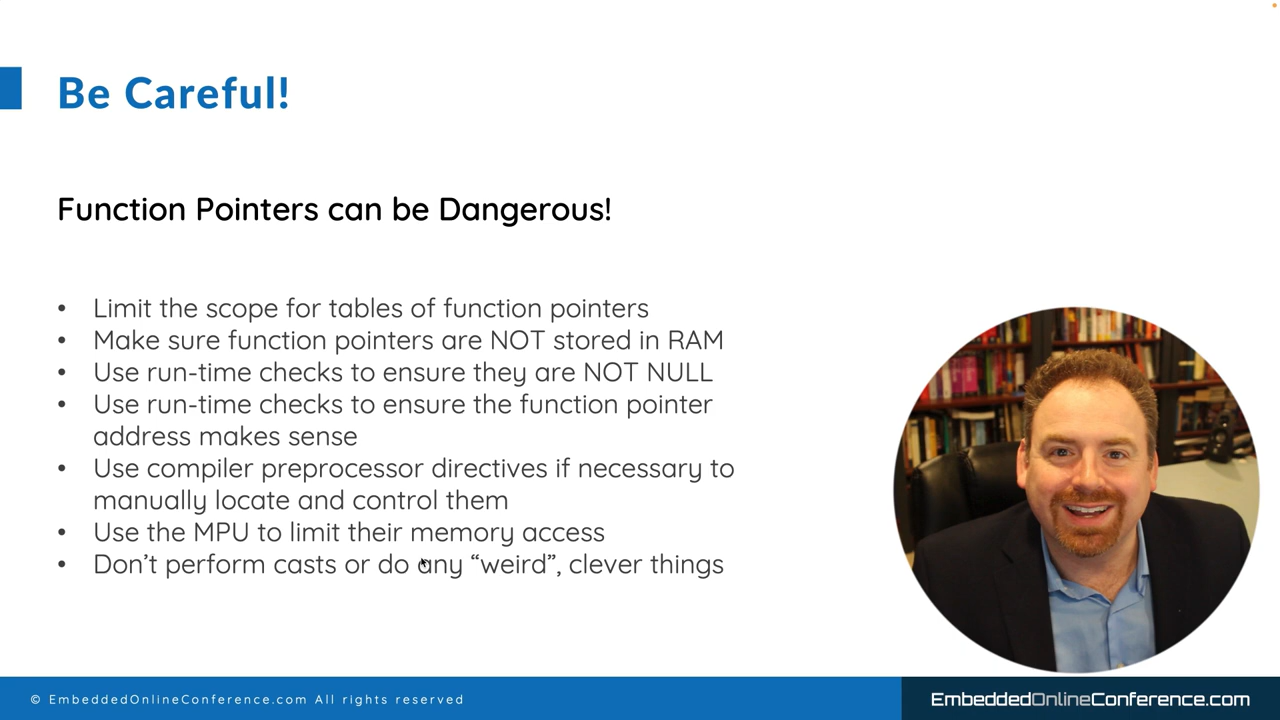 Be Careful!
Function Pointers can be Dangerous!
• Limit the scope for tables of function pointers
• Make sure function pointers are NOT stored in RAM
• Use run-time checks to ensure they are NOT NULL
• Use run-time checks to ensure the function pointer
address makes sense
• Use compiler preprocessor directives if necessary to
manually locate and control them
• Use the MPU to limit their memory access
• Don’t perform casts or do any “weird”, clever things
© EmbeddedOnlineConference.com All rights reserved
EmbeddedOnlineConference.com